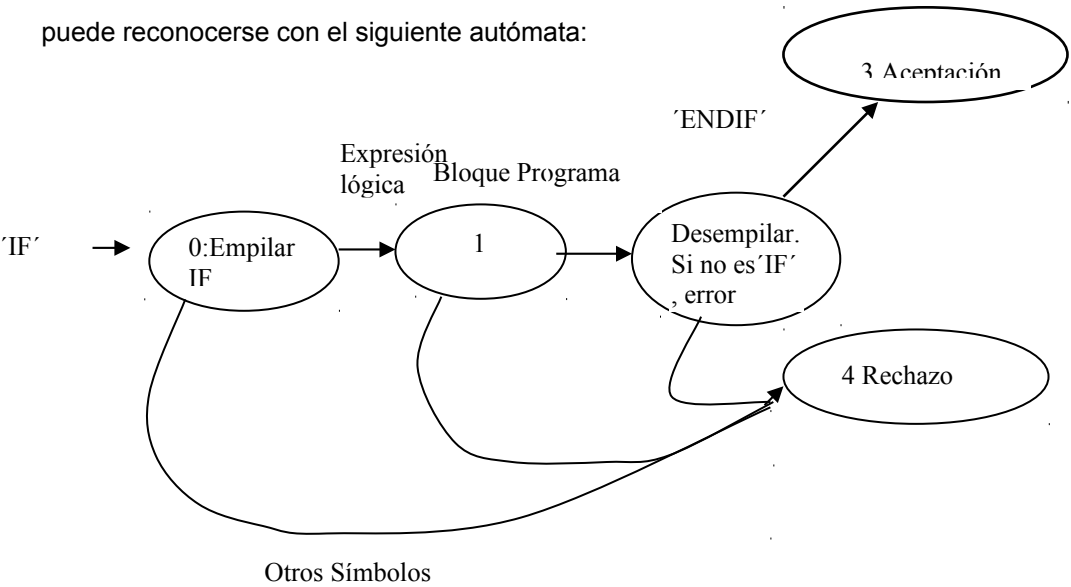 puede reconocerse con el siguiente autómata:
3 Aceptación
´ENDIF´
Expresión
lógica
Bloque Programa
´IF´
0:Empilar
IF
1
Desempilar.
Si no es´IF´
, error
4 Rechazo
Otros Símbolos